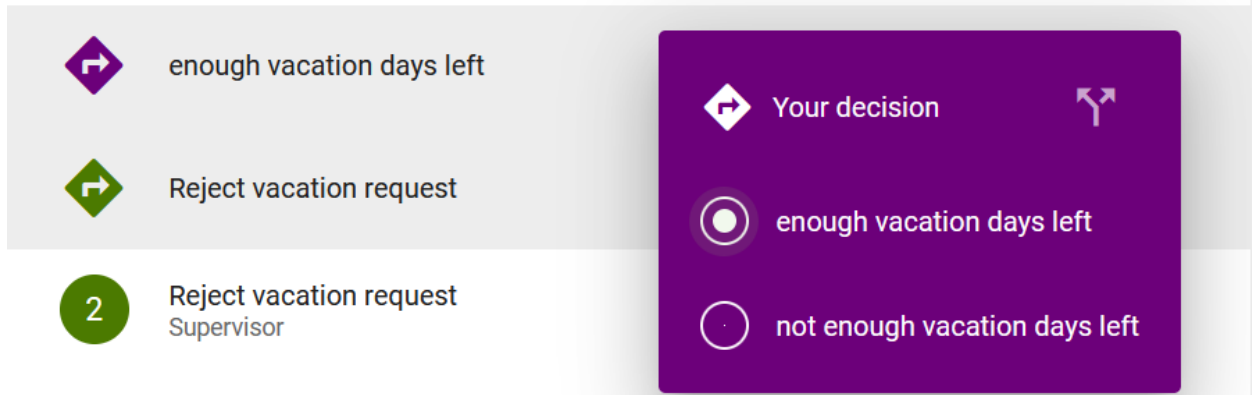 enough vacation days left
Reject vacation request
2
Reject vacation request
Supervisor
Your decision
enough vacation days left
not enough vacation days left